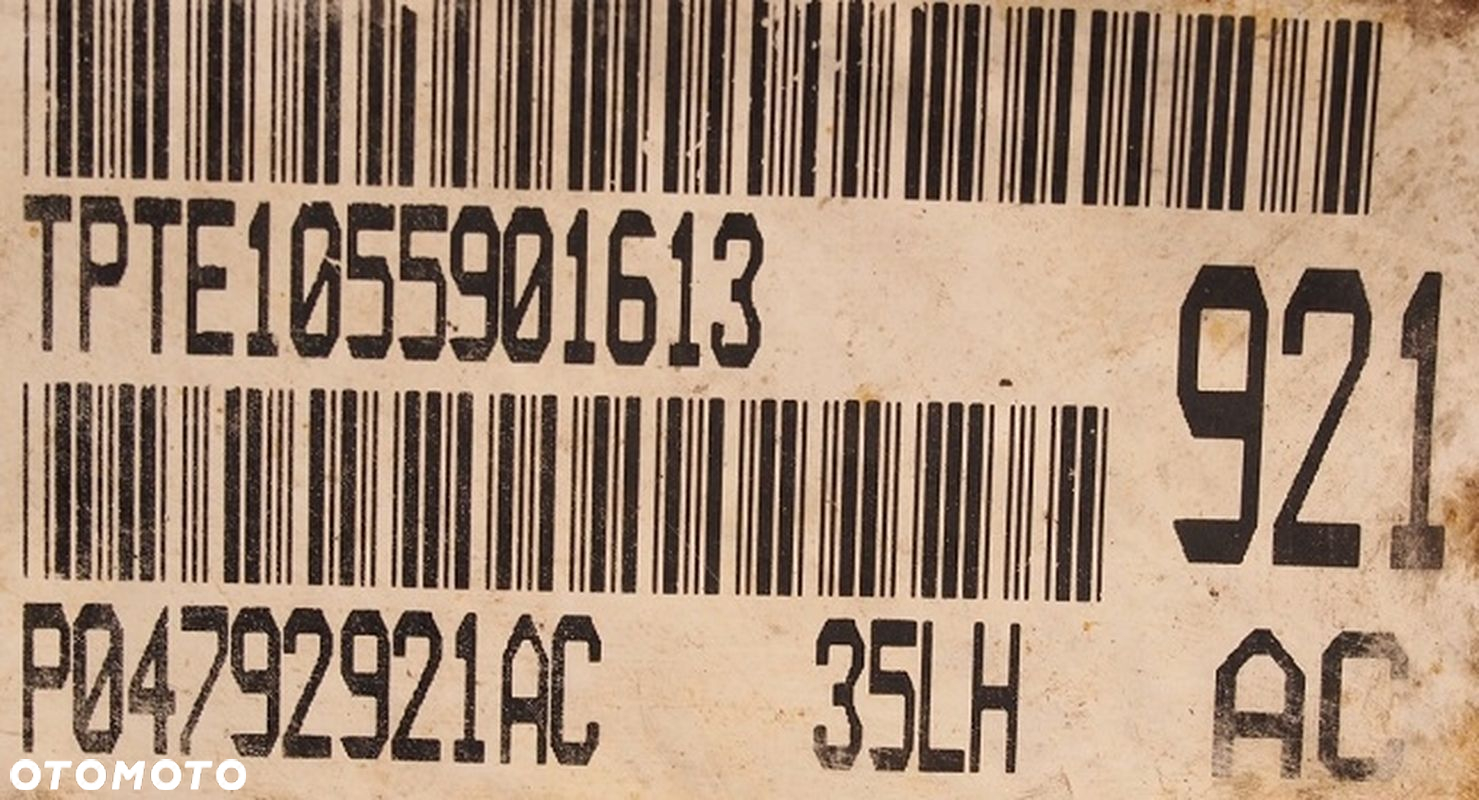 TPTE1055901613
921
P04792921AC 35LH AC
OTOMOTO